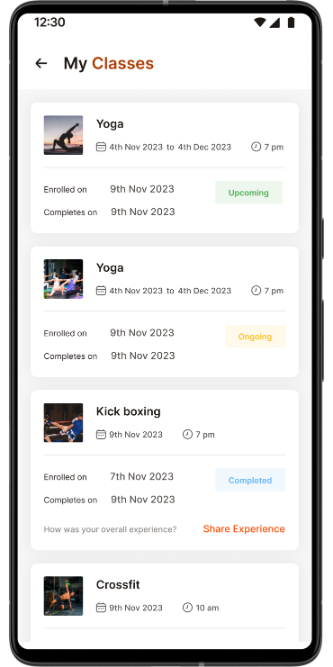 12:30
My Classes
Yoga
4th Nov 2023 to 4th Dec 2023 7 pm
Enrolled on 9th Nov 2023 Upcoming
Completes on 9th Nov 2023
Yoga
4th Nov 2023 to 4th Dec 2023 7 pm
Enrolled on 9th Nov 2023 Ongoing
Completes on 9th Nov 2023
Kick boxing
9th Nov 2023 7 pm
Enrolled on 7th Nov 2023 Completed
Completes on 9th Nov 2023
How was your overall experience? Share Experience
Crossfit
9th Nov 2023 10 am